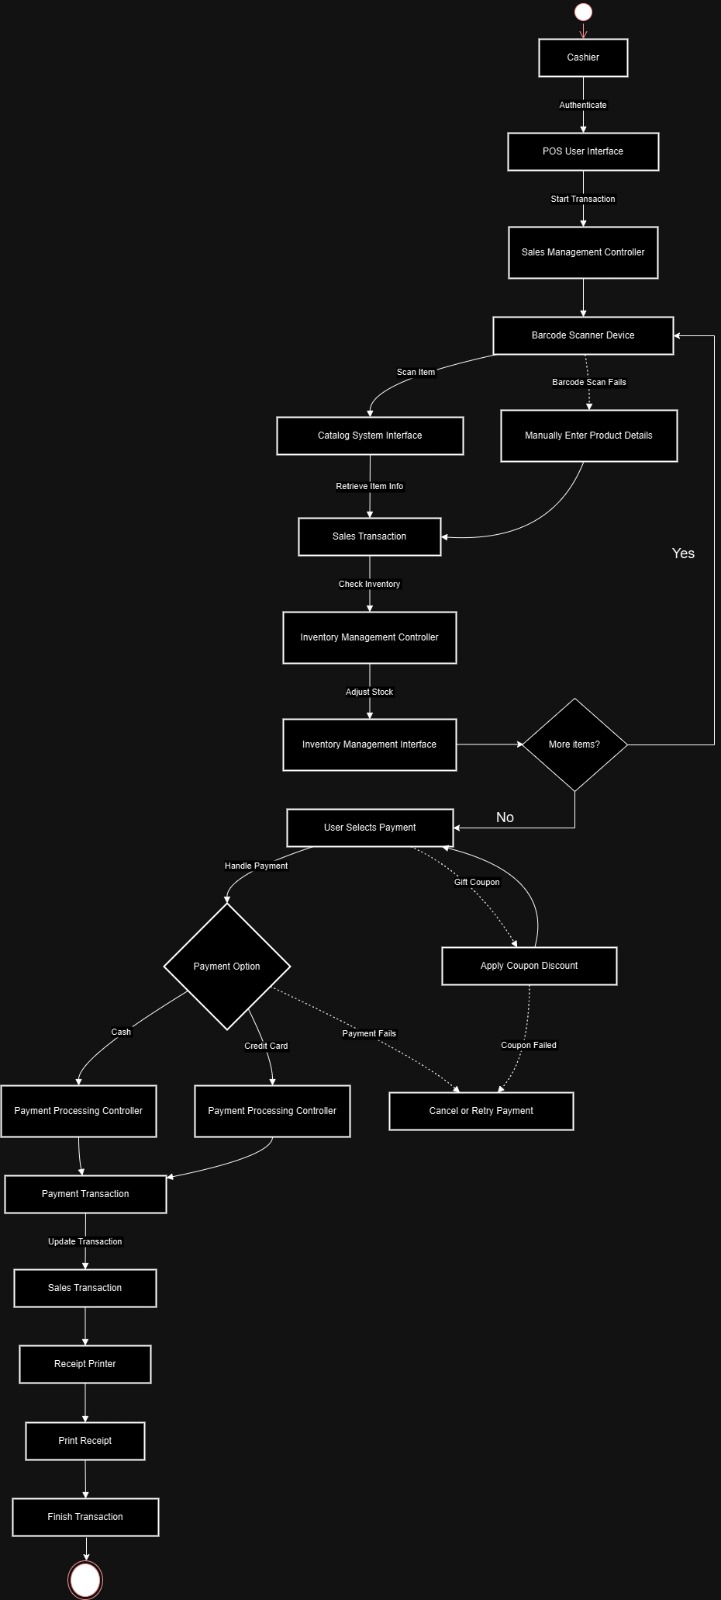 Cashier
Authenticate
POS User Interface
Start Transaction
Sales Management Controller
Barcode Scanner Device
Scan Item
Barcode Scan Fails
Catalog System Interface
Manually Enter Product Details
Retrieve Item Info
Sales Transaction
Yes
Check Inventory
Inventory Management Controller
Adjust Stock
Inventory Management Interface
More items?
No
User Selects Payment
Handle Payment
Gift Coupon
Payment Option
Apply Coupon Discount
Cash
Credit Card
Payment Fails
Coupon Failed
Payment Processing Controller
Payment Processing Controller
Cancel or Retry Payment
Payment Transaction
Update Transaction
Sales Transaction
Receipt Printer
Print Receipt
Finish Transaction